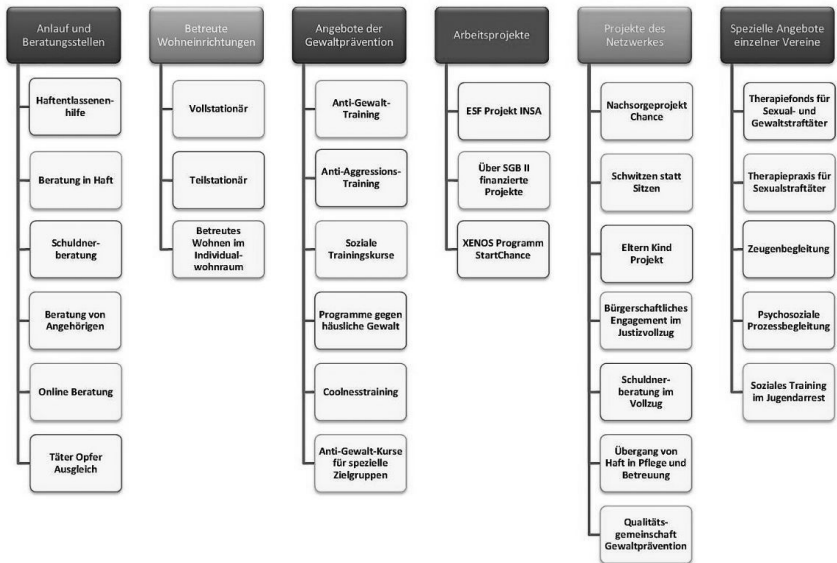 Anlauf und
Beratungsstellen
Haftentlassenen-
hilfe
Beratung in Haft
Schuldner-
beratung
Beratung von
Angehörigen
Online Beratung
Täter Opfer
Ausgleich
Betreute
Wohneinrichtungen
Vollstationär
Teilstationär
Betreutes
Wohnen im
Individual-
wohnraum
Angebote der
Gewaltprävention
Anti-Gewalt-
Training
Anti-Aggressions-
Training
Soziale
Trainingskurse
Programme gegen
häusliche Gewalt
Coolnesstraining
Anti-Gewalt-Kurse
für spezielle
Zielgruppen
Arbeitsprojekte
ESF Projekt INSA
Über SGB II
finanzierte
Projekte
XENOS Programm
StartChance
Projekte des
Netzwerkes
Nachsorgeprojekt
Chance
Schwitzen statt
Sitzen
Eltern Kind
Projekt
Bürgerschaftliches
Engagement im
Justizvollzug
Schuldner-
beratung im
Vollzug
Übergang von
Haft in Pflege und
Betreuung
Qualitäts-
gemeinschaft
Gewaltprävention
Spezielle Angebote
einzelner Vereine
Therapiefonds für
Sexual- und
Gewaltstraftäter
Therapiepraxis für
Sexualstraftäter
Zeugenbegleitung
Psychosoziale
Prozessbegleitung
Soziales Training
im Jugendarrest